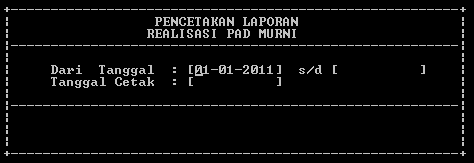 PENCETAKAN LAPORAN
REALISASI PAD MURNI
Dari Tanggal : [01-01-2011] s/d [ ]
Tanggal Cetak : [ ]